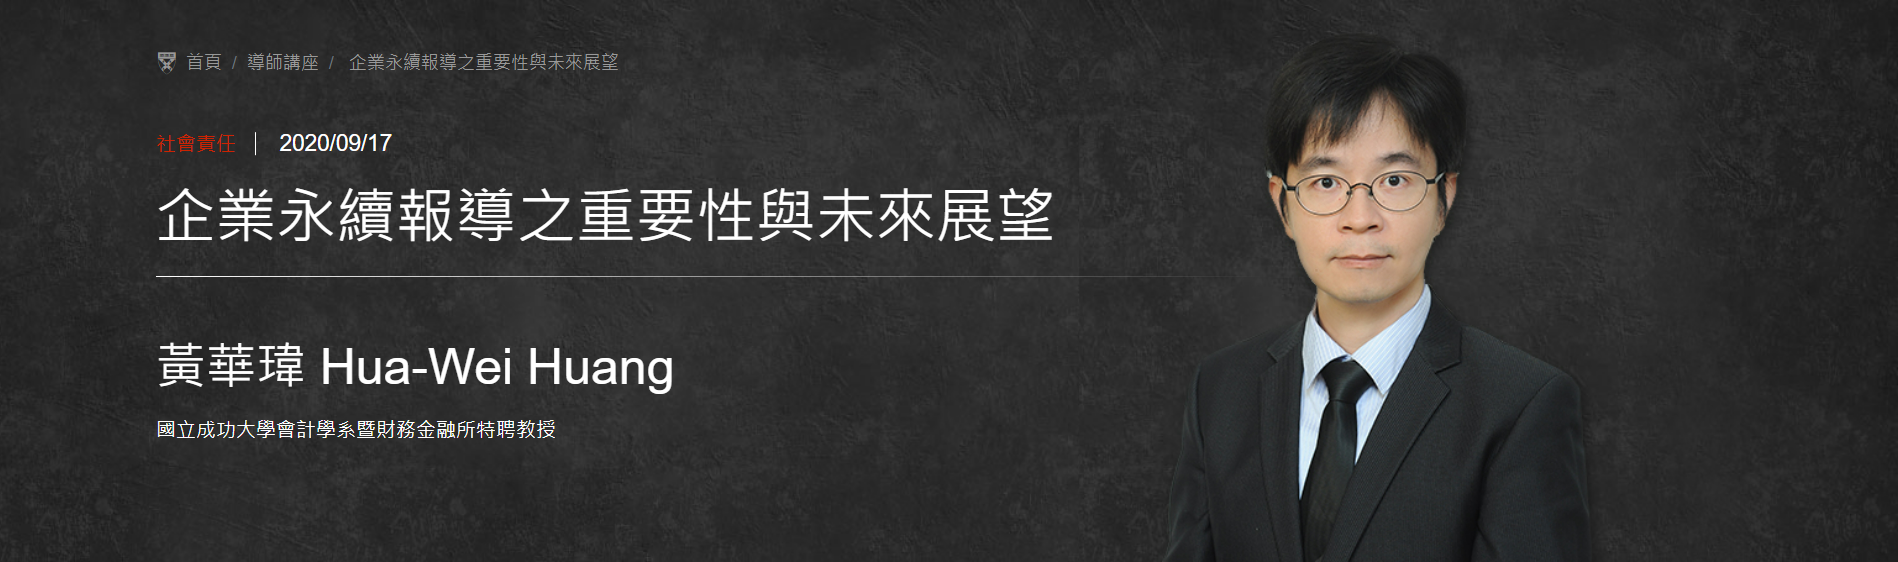 首頁 / 導師講座 / 企業永續報導之重要性與未來展望
社會責任 | 2020/09/17
企業永續報導之重要性與未來展望
黃華瑋 Hua-Wei Huang
國立成功大學會計學系暨財務金融所特聘教授